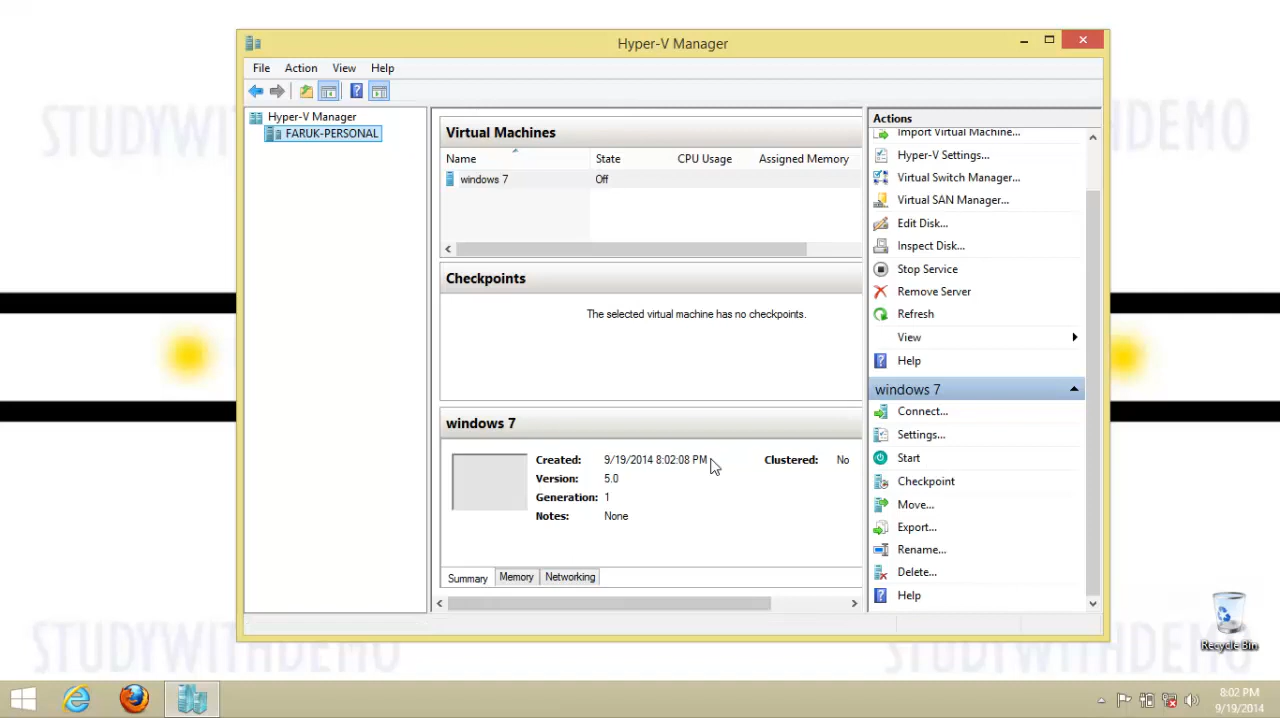 Hyper-V Manager
File Action View Help
Hyper-V Manager
FARUK-PERSONAL
Virtual Machines
Name State CPU Usage Assigned Memory
windows 7 Off
Checkpoints
The selected virtual machine has no checkpoints.
windows 7
Created: 9/19/2014 8:02:08 PM Clustered: No
Version: 5.0
Generation: 1
Notes: None
Summary Memory Networking
Actions
Import Virtual Machine...
Hyper-V Settings...
Virtual Switch Manager...
Virtual SAN Manager...
Edit Disk...
Inspect Disk...
Stop Service
Remove Server
Refresh
View
Help
windows 7
Connect...
Settings...
Start
Checkpoint
Move...
Export...
Rename...
Delete...
Help
STUDYWITHDEMO
STUDYWITHDEMO
Recycle Bin
8:02 PM
9/19/2014